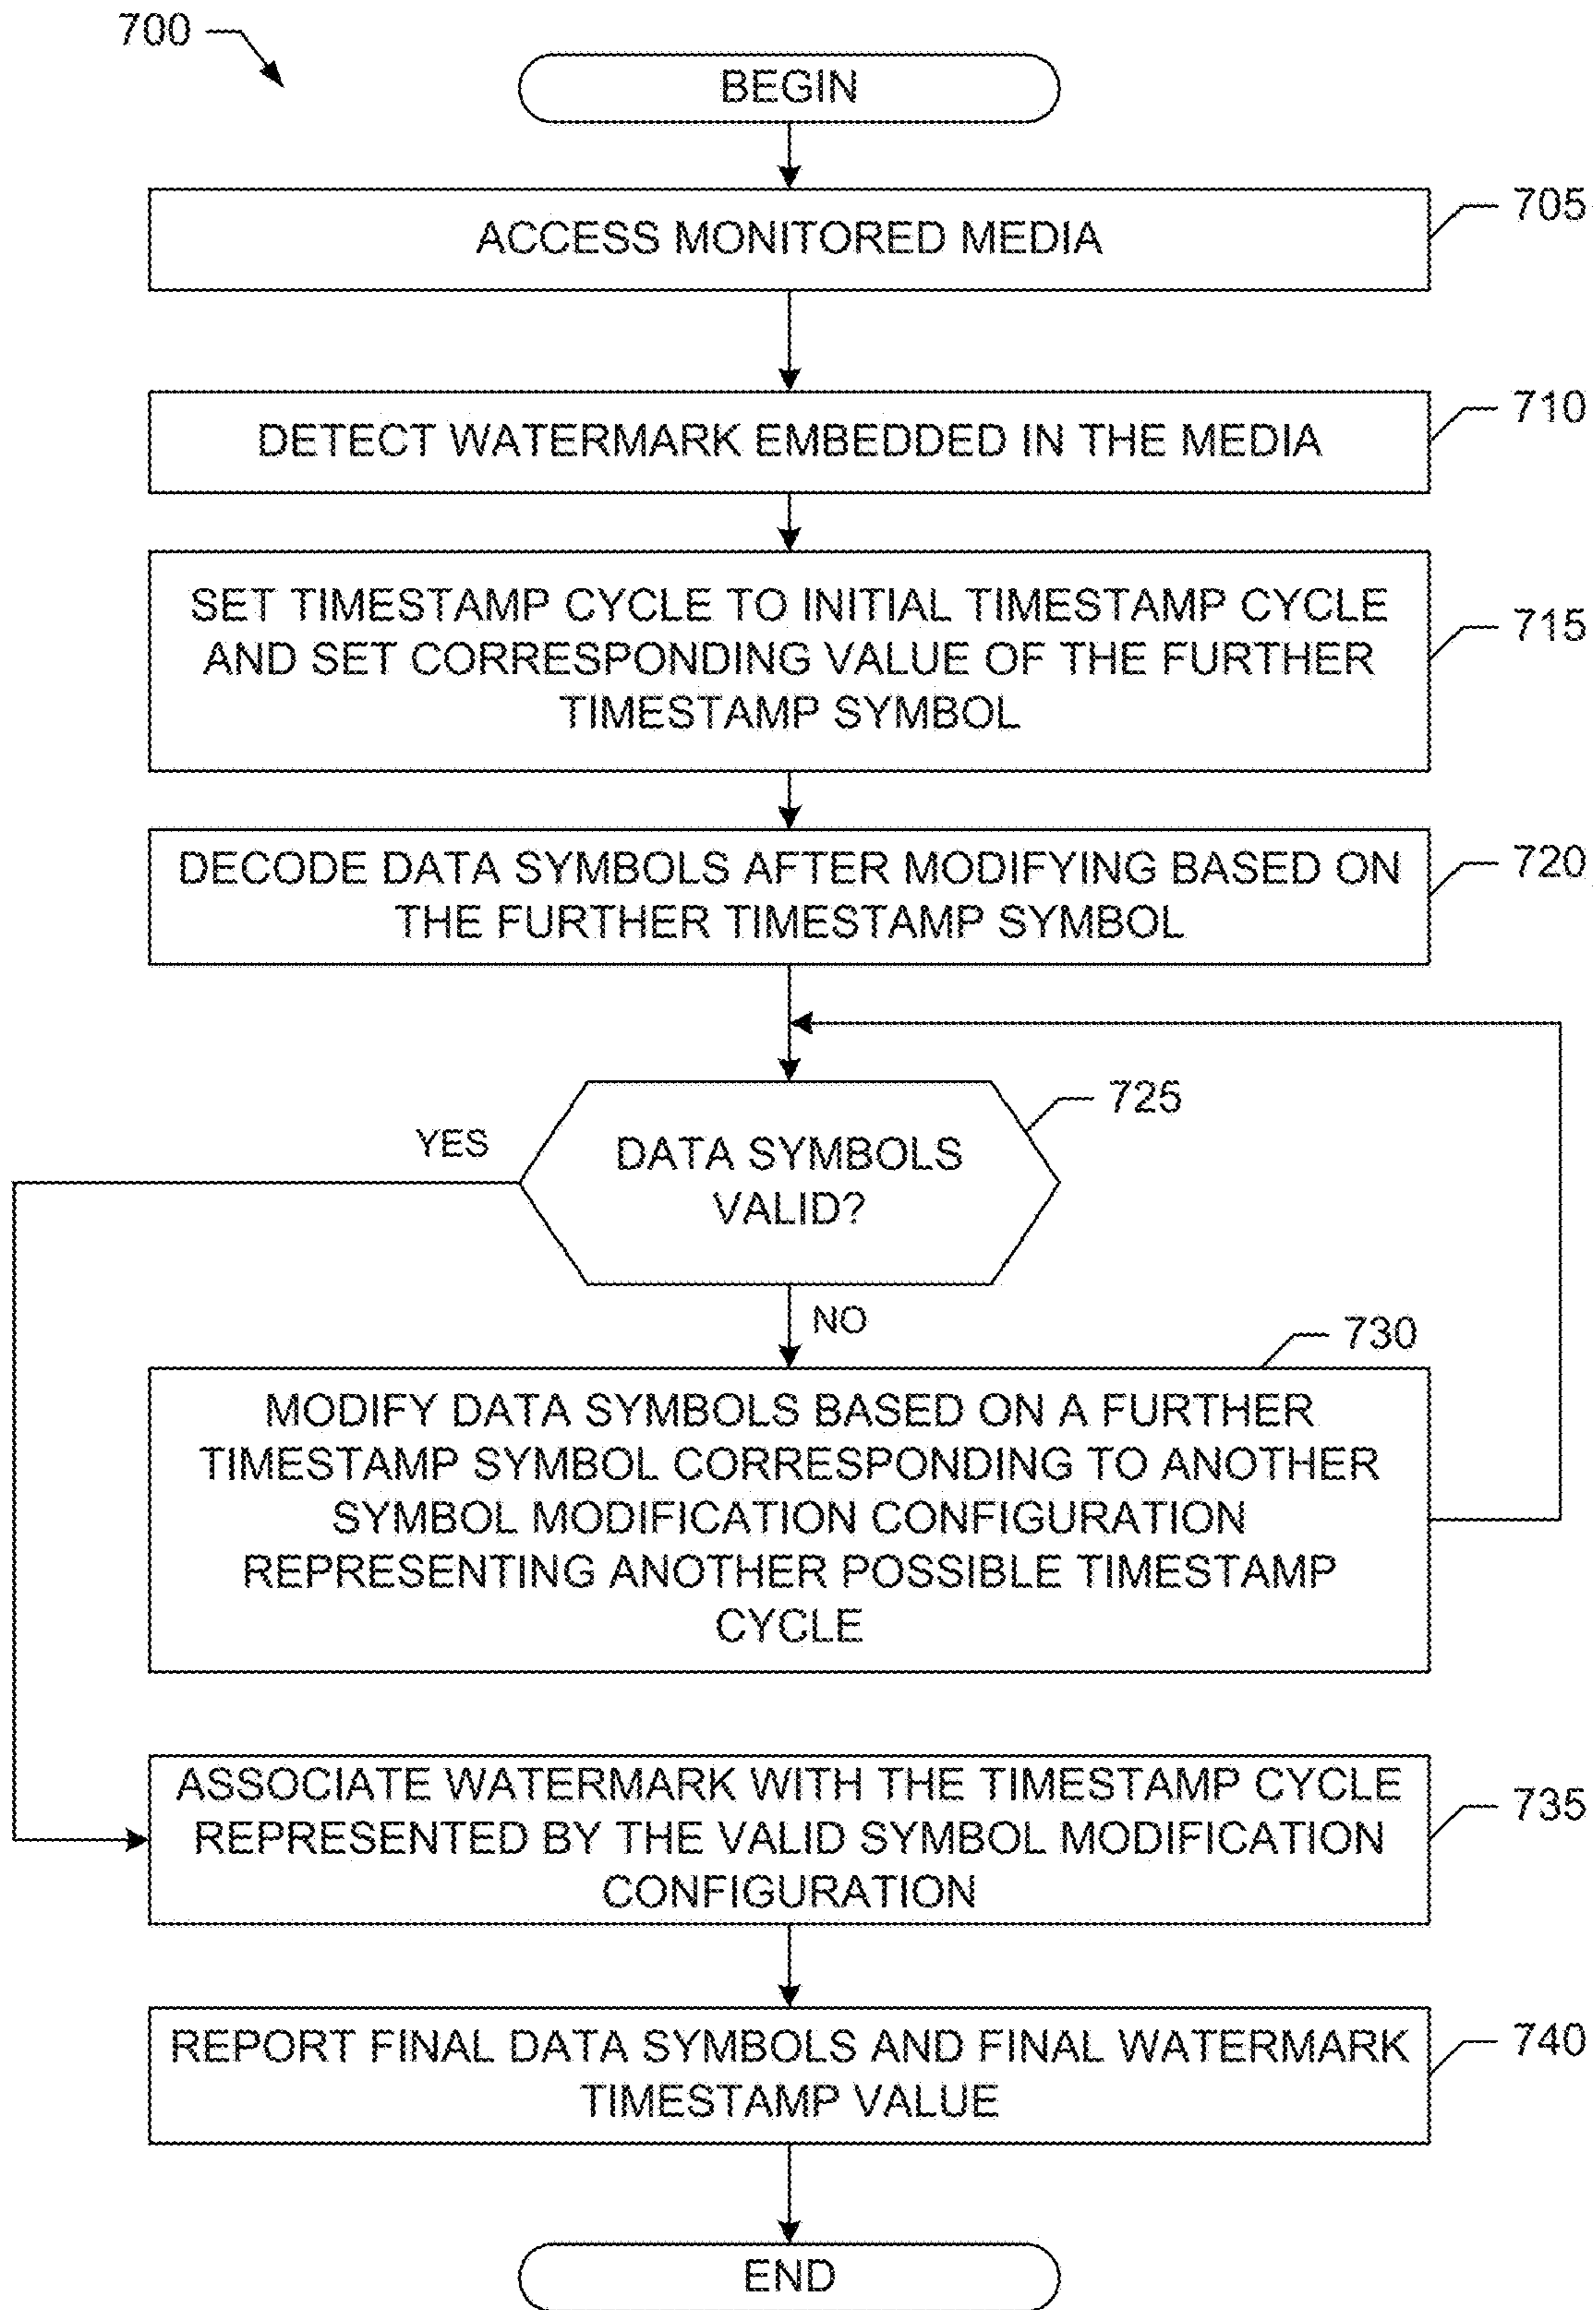 700
BEGIN
ACCESS MONITORED MEDIA
705
DETECT WATERMARK EMBEDDED IN THE MEDIA
710
SET TIMESTAMP CYCLE TO INITIAL TIMESTAMP CYCLE
AND SET CORRESPONDING VALUE OF THE FURTHER
TIMESTAMP SYMBOL
715
DECODE DATA SYMBOLS AFTER MODIFYING BASED ON
THE FURTHER TIMESTAMP SYMBOL
720
725
YES
DATA SYMBOLS
VALID?
NO
730
MODIFY DATA SYMBOLS BASED ON A FURTHER
TIMESTAMP SYMBOL CORRESPONDING TO ANOTHER
SYMBOL MODIFICATION CONFIGURATION
REPRESENTING ANOTHER POSSIBLE TIMESTAMP
CYCLE
ASSOCIATE WATERMARK WITH THE TIMESTAMP CYCLE
REPRESENTED BY THE VALID SYMBOL MODIFICATION
CONFIGURATION
735
REPORT FINAL DATA SYMBOLS AND FINAL WATERMARK
TIMESTAMP VALUE
740
END